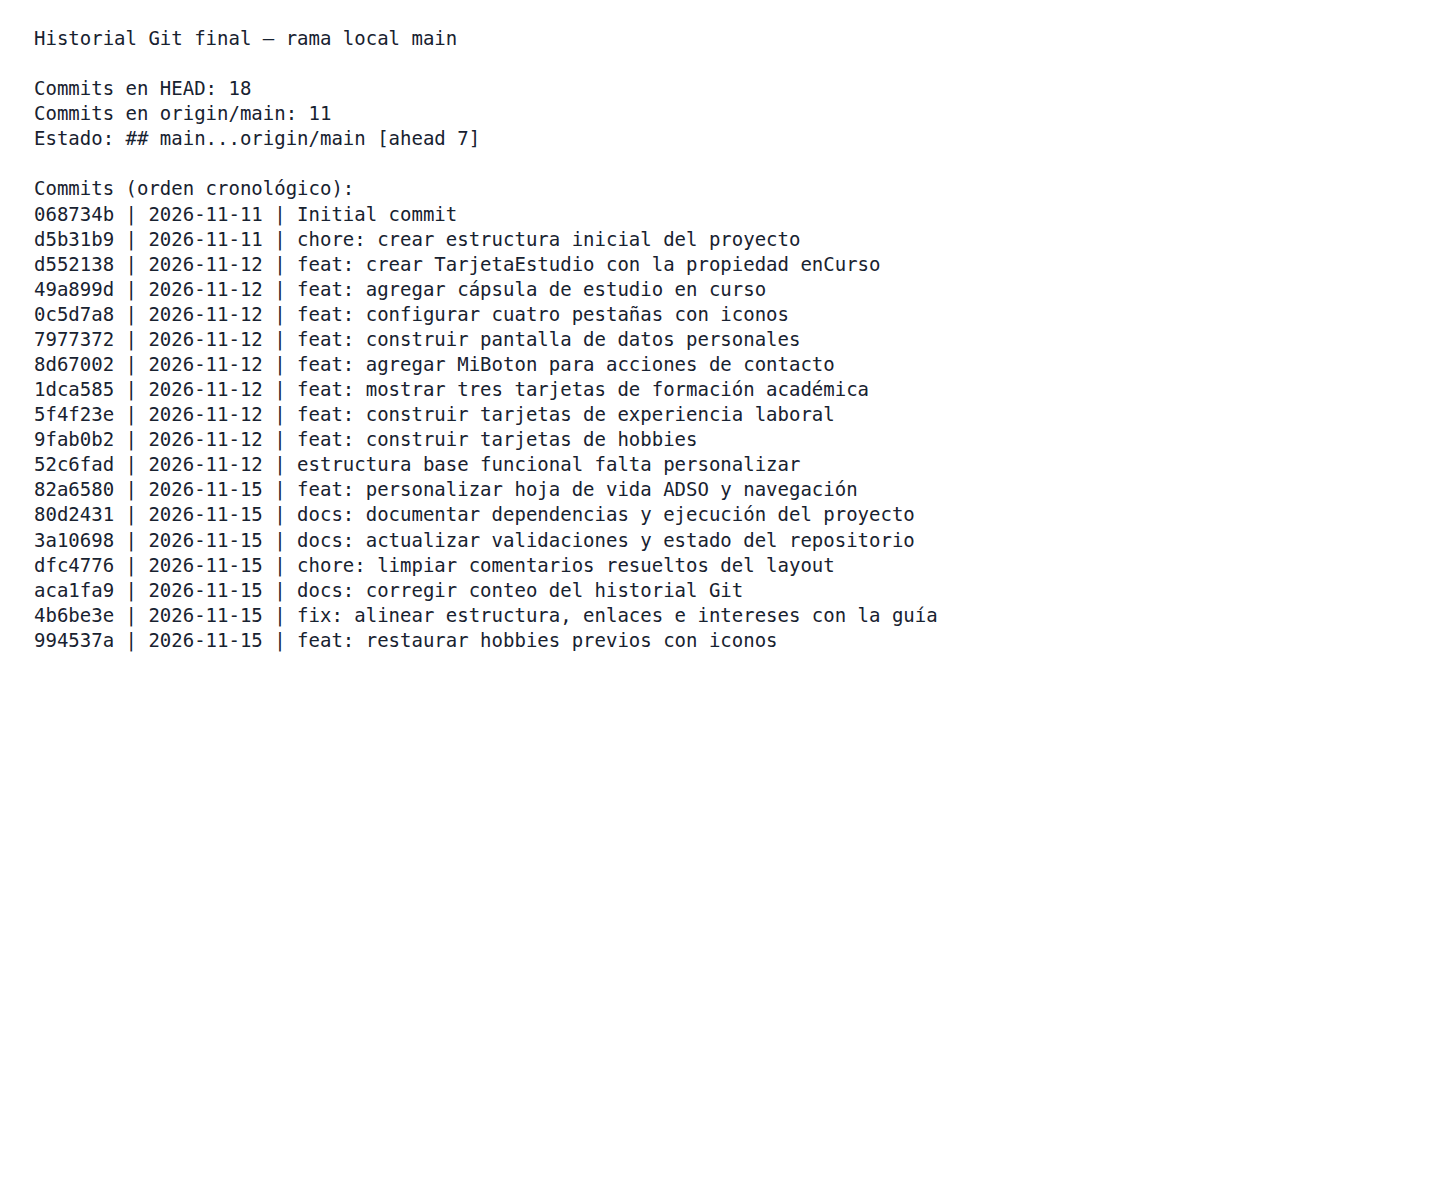 Historial Git final — rama local main
Commits en HEAD: 18
Commits en origin/main: 11
Estado: ## main...origin/main [ahead 7]
Commits (orden cronológico):
068734b | 2026-11-11 | Initial commit
d5b31b9 | 2026-11-11 | chore: crear estructura inicial del proyecto
d552138 | 2026-11-12 | feat: crear TarjetaEstudio con la propiedad enCurso
49a899d | 2026-11-12 | feat: agregar cápsula de estudio en curso
0c5d7a8 | 2026-11-12 | feat: configurar cuatro pestañas con iconos
7977372 | 2026-11-12 | feat: construir pantalla de datos personales
8d67002 | 2026-11-12 | feat: agregar MiBoton para acciones de contacto
1dca585 | 2026-11-12 | feat: mostrar tres tarjetas de formación académica
5f4f23e | 2026-11-12 | feat: construir tarjetas de experiencia laboral
9fab0b2 | 2026-11-12 | feat: construir tarjetas de hobbies
52c6fad | 2026-11-12 | estructura base funcional falta personalizar
82a6580 | 2026-11-15 | feat: personalizar hoja de vida ADSO y navegación
80d2431 | 2026-11-15 | docs: documentar dependencias y ejecución del proyecto
3a10698 | 2026-11-15 | docs: actualizar validaciones y estado del repositorio
dfc4776 | 2026-11-15 | chore: limpiar comentarios resueltos del layout
aca1fa9 | 2026-11-15 | docs: corregir conteo del historial Git
4b6be3e | 2026-11-15 | fix: alinear estructura, enlaces e intereses con la guía
994537a | 2026-11-15 | feat: restaurar hobbies previos con iconos